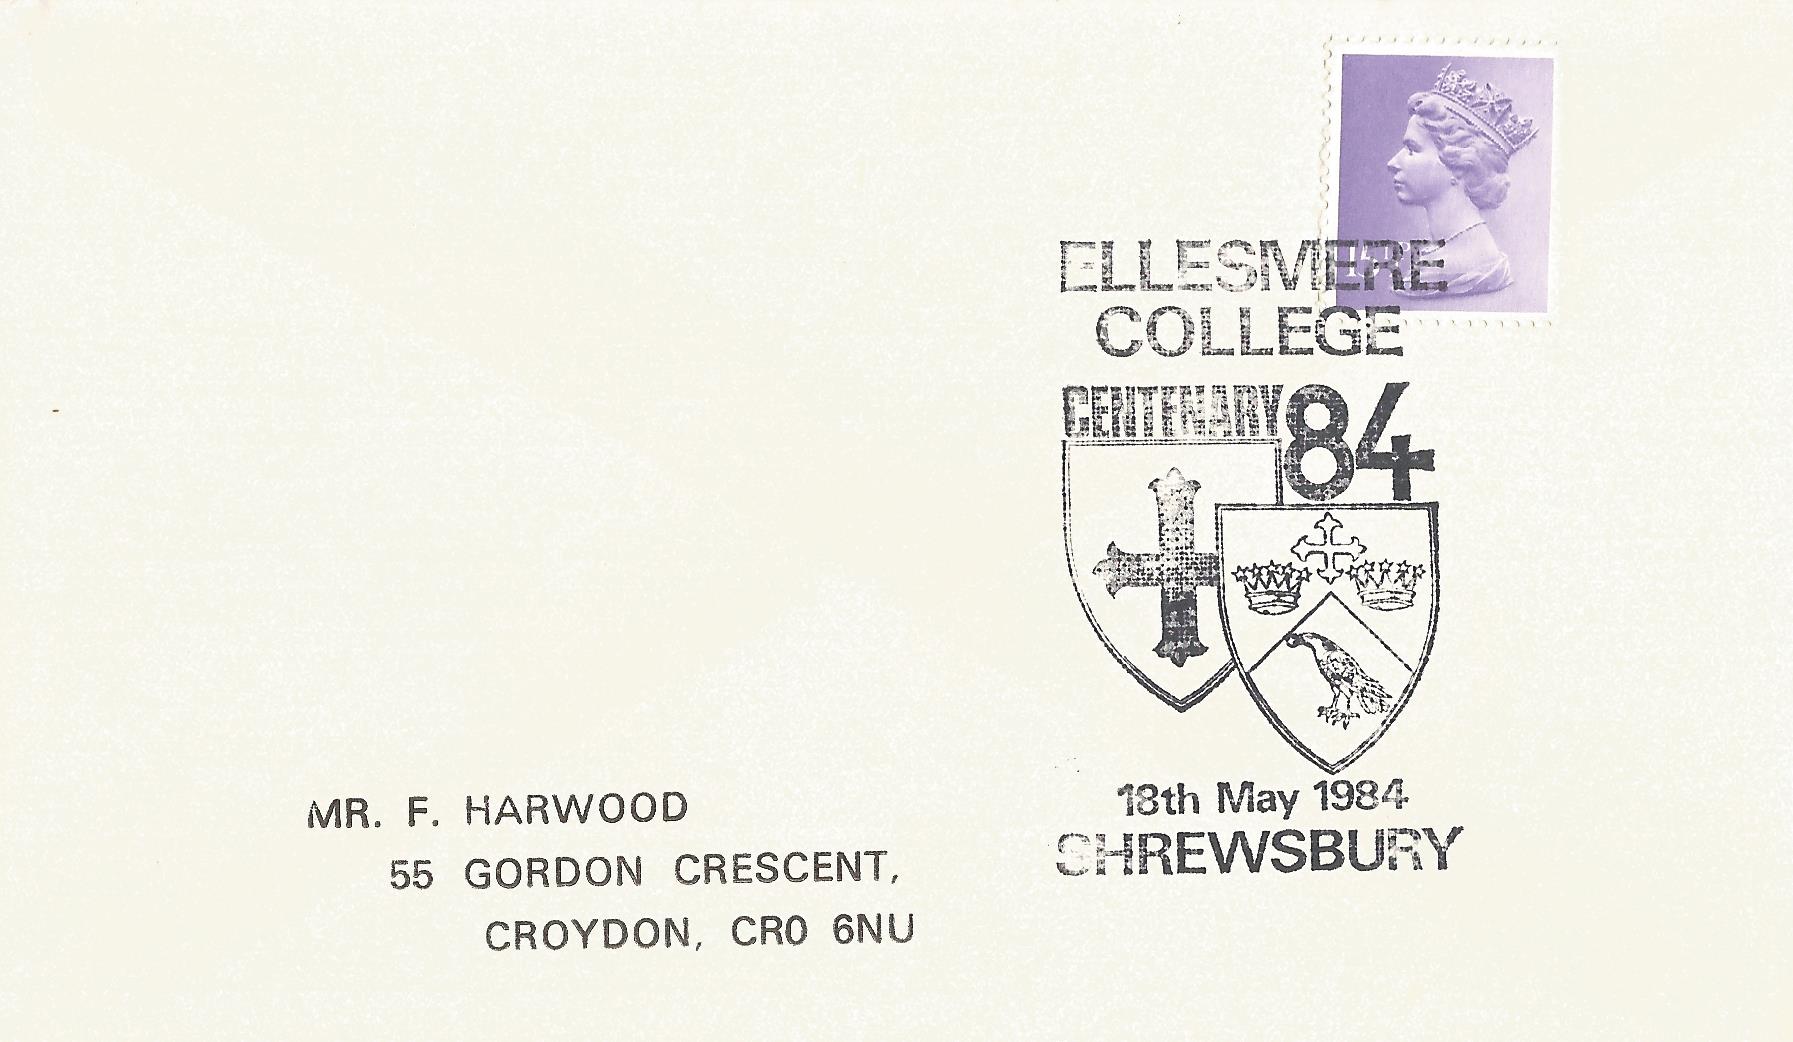 ELLESMERE
COLLEGE
CENTENARY 84
18th May 1984
SHREWSBURY
MR. F. HARWOOD
55 GORDON CRESCENT,
CROYDON, CR0 6NU